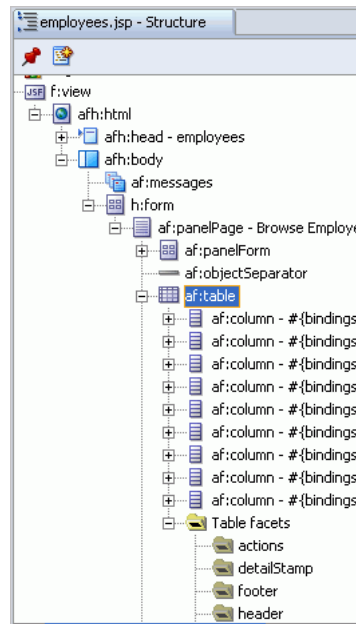 employees.jsp - Structure
JSF f:view
afh:html
afh:head - employees
afh:body
af:messages
h:form
af:panelPage - Browse Employe
af:panelForm
af:objectSeparator
af:table
af:column - #{bindings
af:column - #{bindings
af:column - #{bindings
af:column - #{bindings
af:column - #{bindings
af:column - #{bindings
af:column - #{bindings
af:column - #{bindings
af:column - #{bindings
Table facets
actions
detailStamp
footer
header